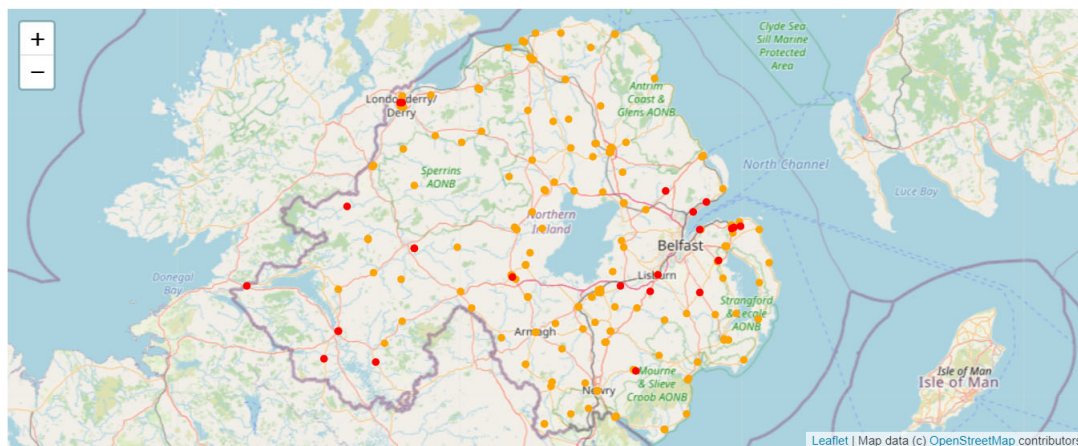 +
−
Clyde Sea
Sill Marine
Protected
Area
Antrim
Coast &
Glens AONB
Londonderry/
Derry
North Channel
Luce Bay
Sperrins
AONB
Northern
Ireland
Belfast
Donegal
Bay
Lisburn
Strangford
& Lecale
AONB
Armagh
Mourne
& Slieve
Croob AONB
Newry
Isle of Man
Isle of Man
Leaflet | Map data (c) OpenStreetMap contributors